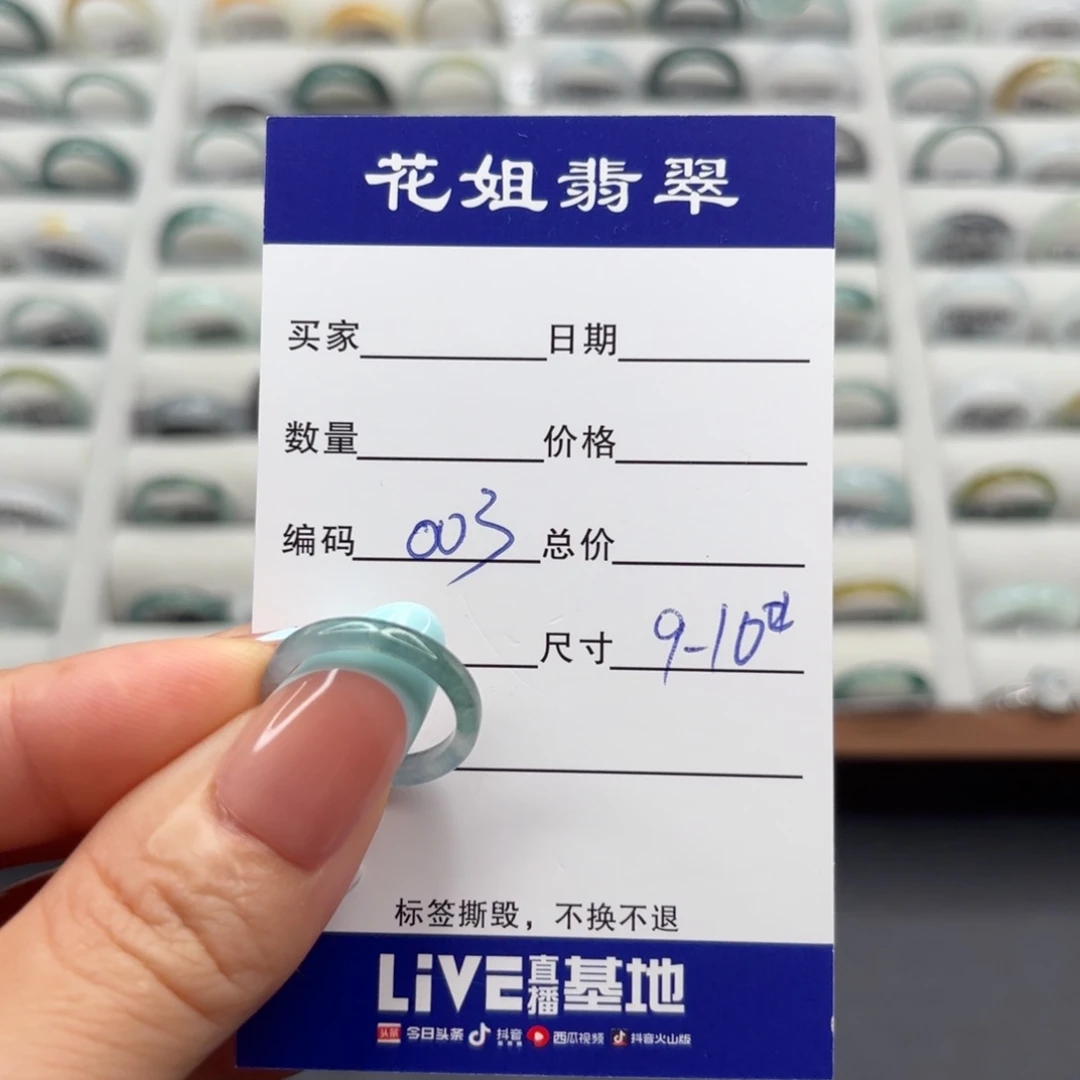 花姐翡翠
买家 日期
数量 价格
编码 003 总价
尺寸 9-10
标签撕毁，不换不退
LiVE直播基地
头条 今日头条 抖音 西瓜视频 抖音火山版